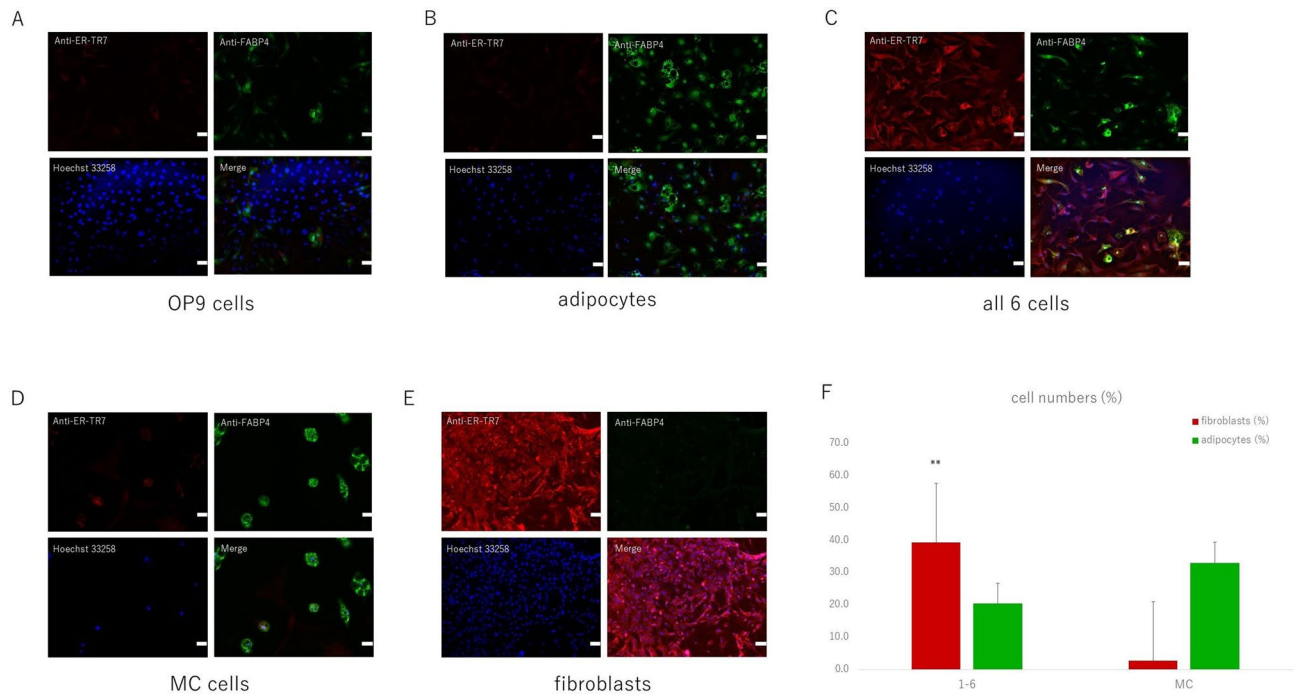 A
Anti-ER-TR7
Anti-FABP4
Hoechst 33258
Merge
OP9 cells
B
Anti-ER-TR7
Anti-FABP4
Hoechst 33258
Merge
adipocytes
C
Anti-ER-TR7
Anti-FABP4
Hoechst 33258
Merge
all 6 cells
D
Anti-ER-TR7
Anti-FABP4
Hoechst 33258
Merge
MC cells
E
Anti-ER-TR7
Anti-FABP4
Hoechst 33258
Merge
fibroblasts
F
cell numbers (%)
fibroblasts (%)
adipocytes (%)
70.0
60.0
50.0
40.0
30.0
20.0
10.0
0.0
**
1-6
MC